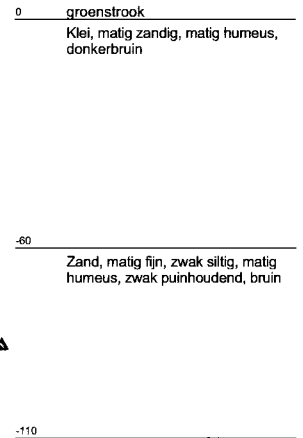 0 groenstrook
Klei, matig zandig, matig humeus,
donkerbruin
-60
Zand, matig fijn, zwak siltig, matig
humeus, zwak puinhoudend, bruin
-110